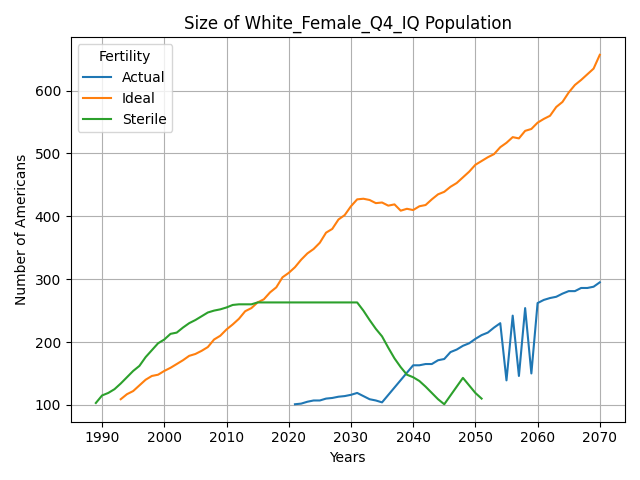 Size of White_Female_Q4_IQ Population
Fertility
Actual
Ideal
Sterile
Number of Americans
600
500
400
300
200
100
1990 2000 2010 2020 2030 2040 2050 2060 2070
Years